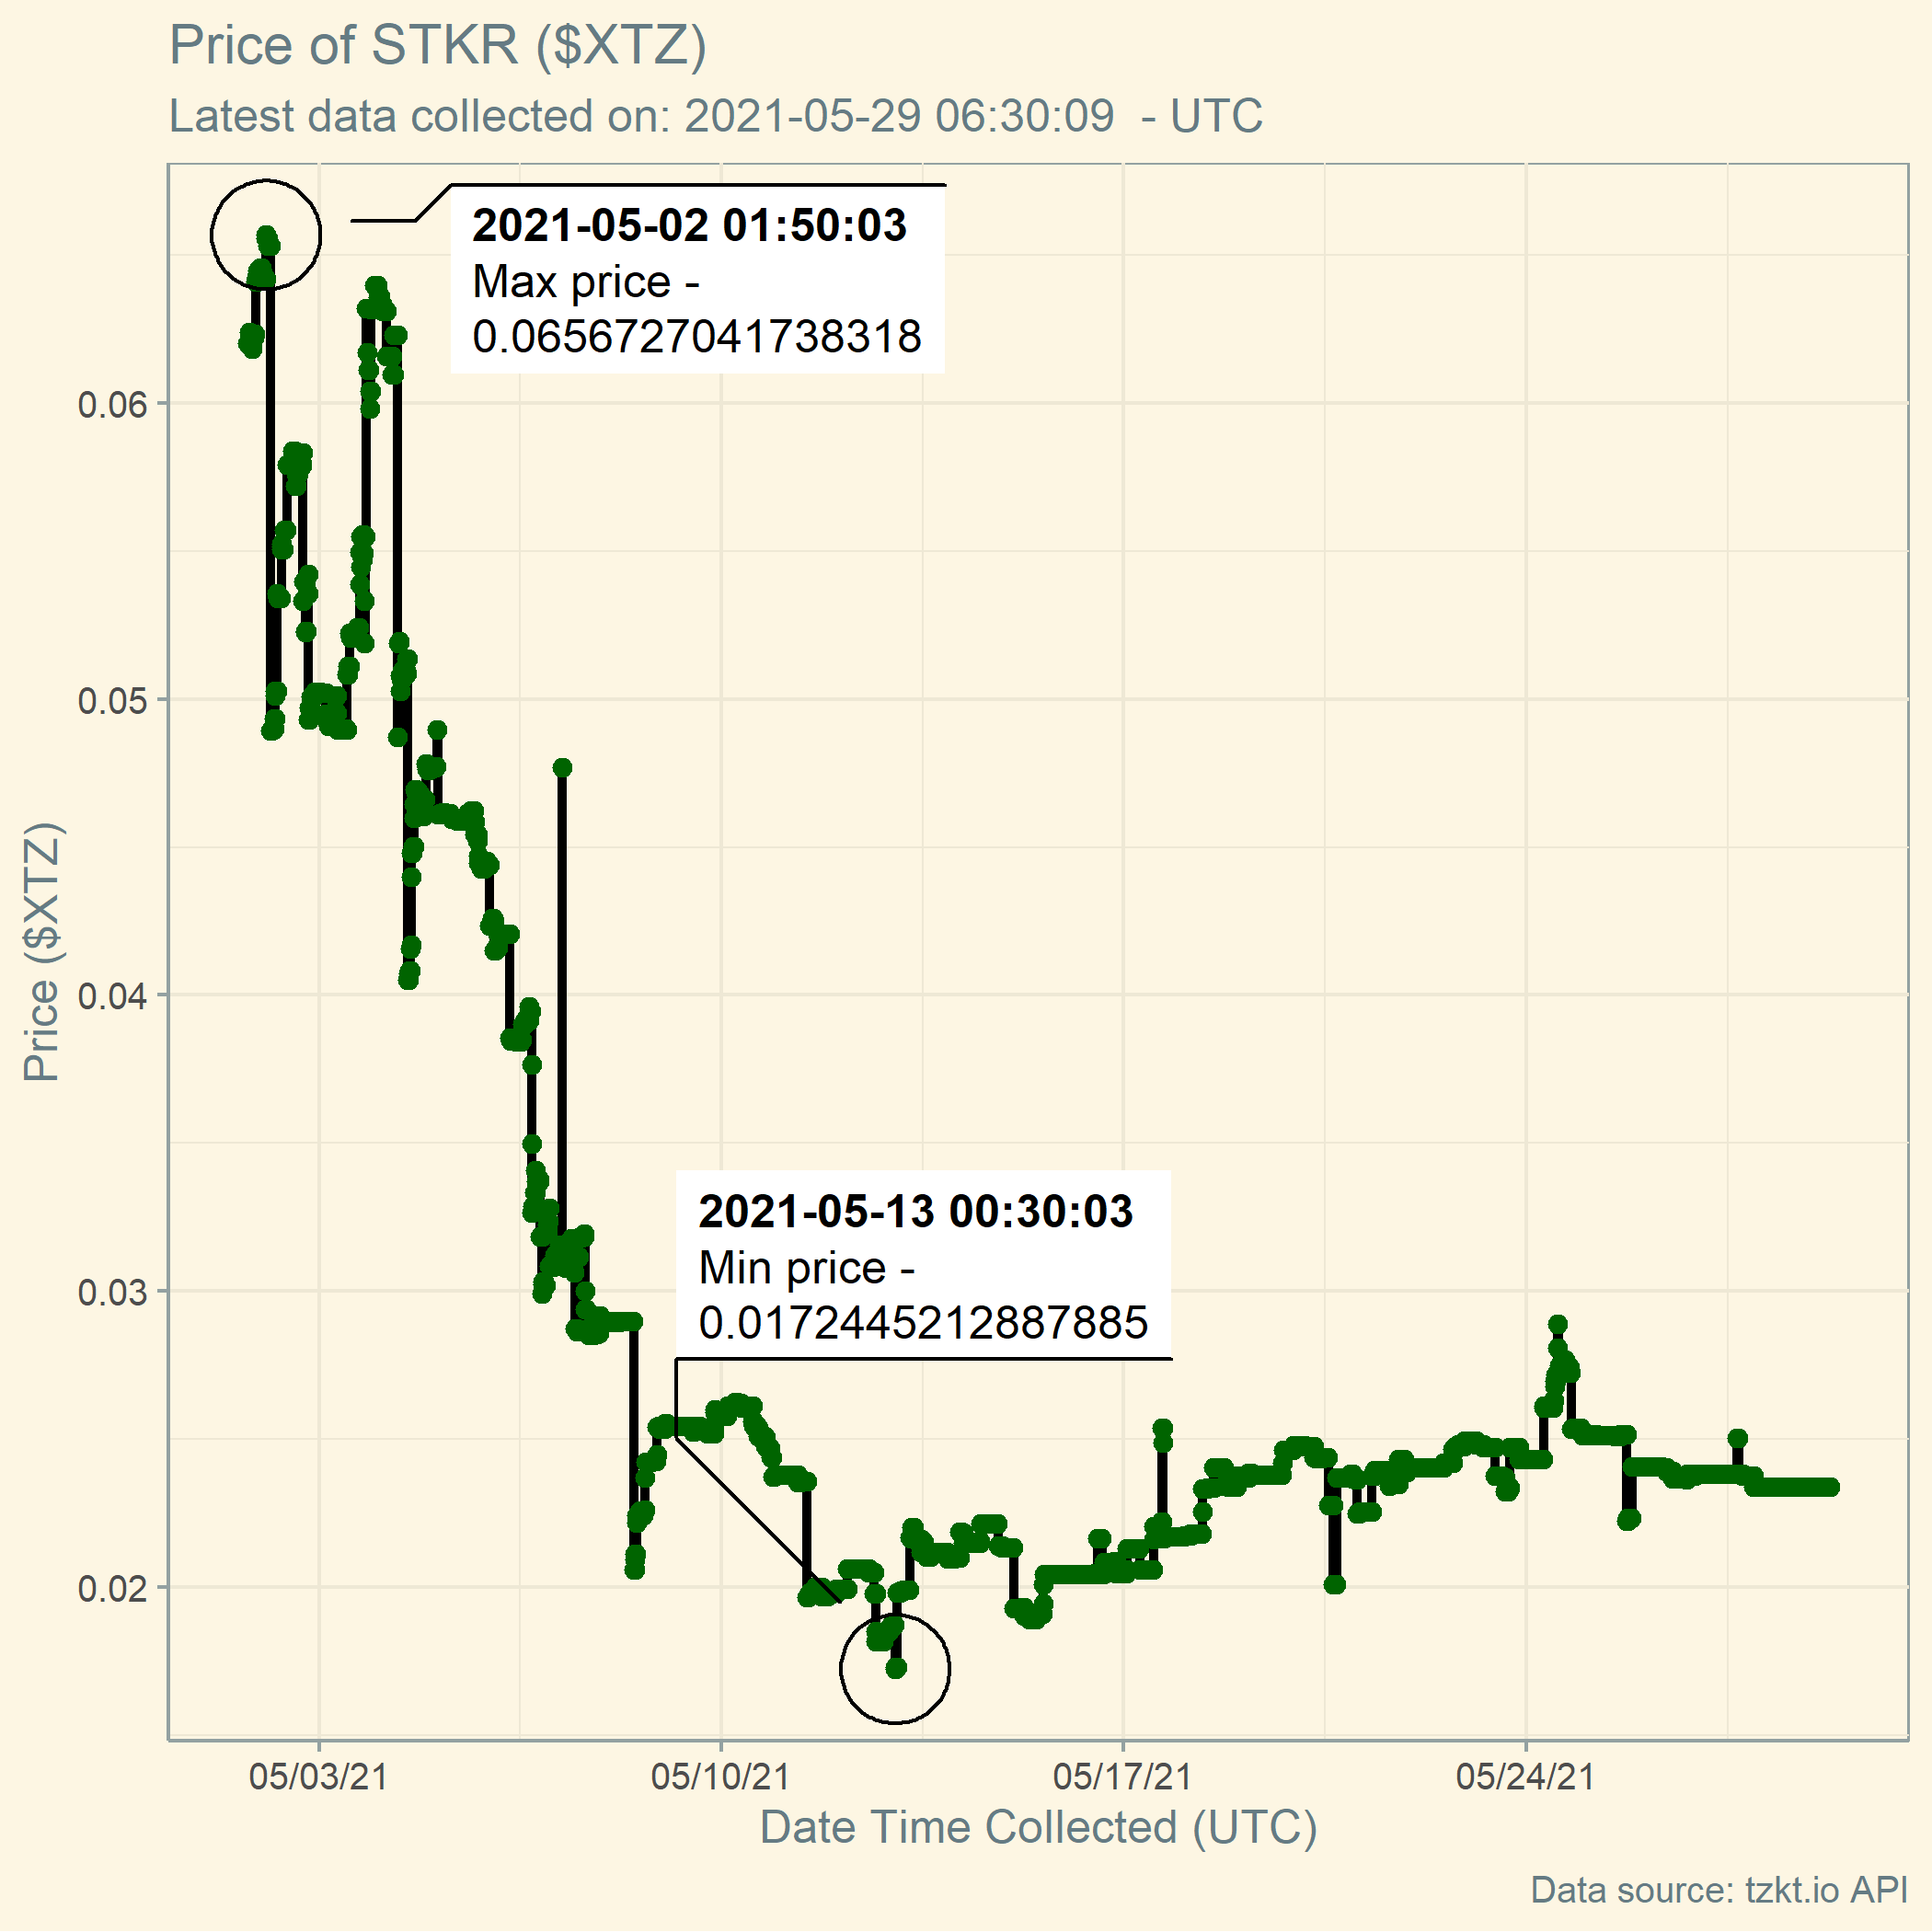 Price of STKR ($XTZ)
Latest data collected on: 2021-05-29 06:30:09  - UTC
2021-05-02 01:50:03
Max price -
0.0656727041738318
0.06
0.05
0.04
0.03
0.02
Price ($XTZ)
2021-05-13 00:30:03
Min price -
0.0172445212887885
05/03/21
05/10/21
05/17/21
05/24/21
Date Time Collected (UTC)
Data source: tzkt.io API